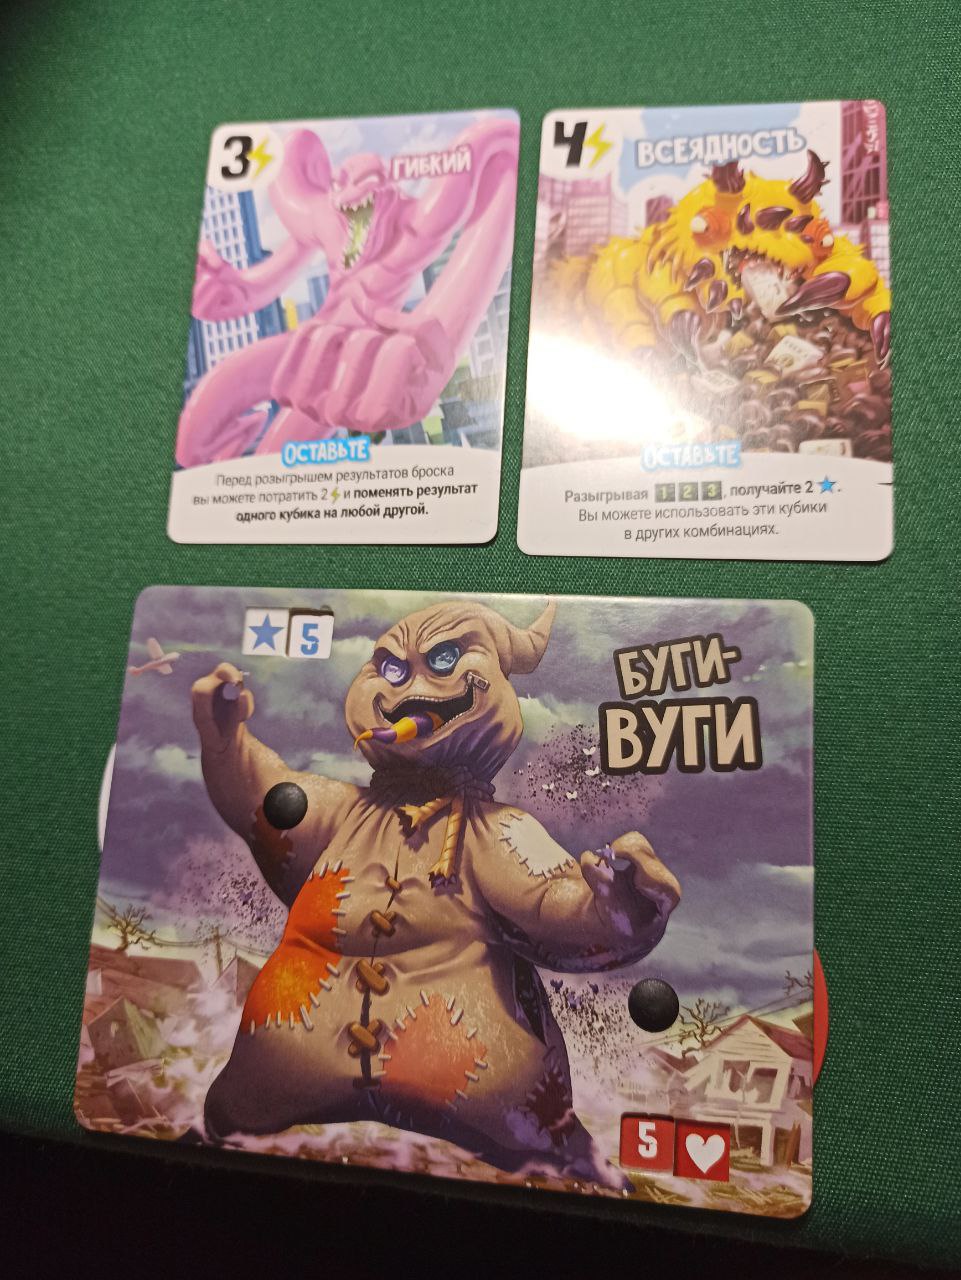 3
ГИБКИЙ
ОСТАВЬТЕ
Перед розыгрышем результатов броска
вы можете потратить 2 и поменять результат
одного кубика на любой другой.
4
ВСЕЯДНОСТЬ
ОСТАВЬТЕ
Разыгрывая 1 2 3, получайте 2 .
Вы можете использовать эти кубики
в других комбинациях.
5
БУГИ-
ВУГИ
5